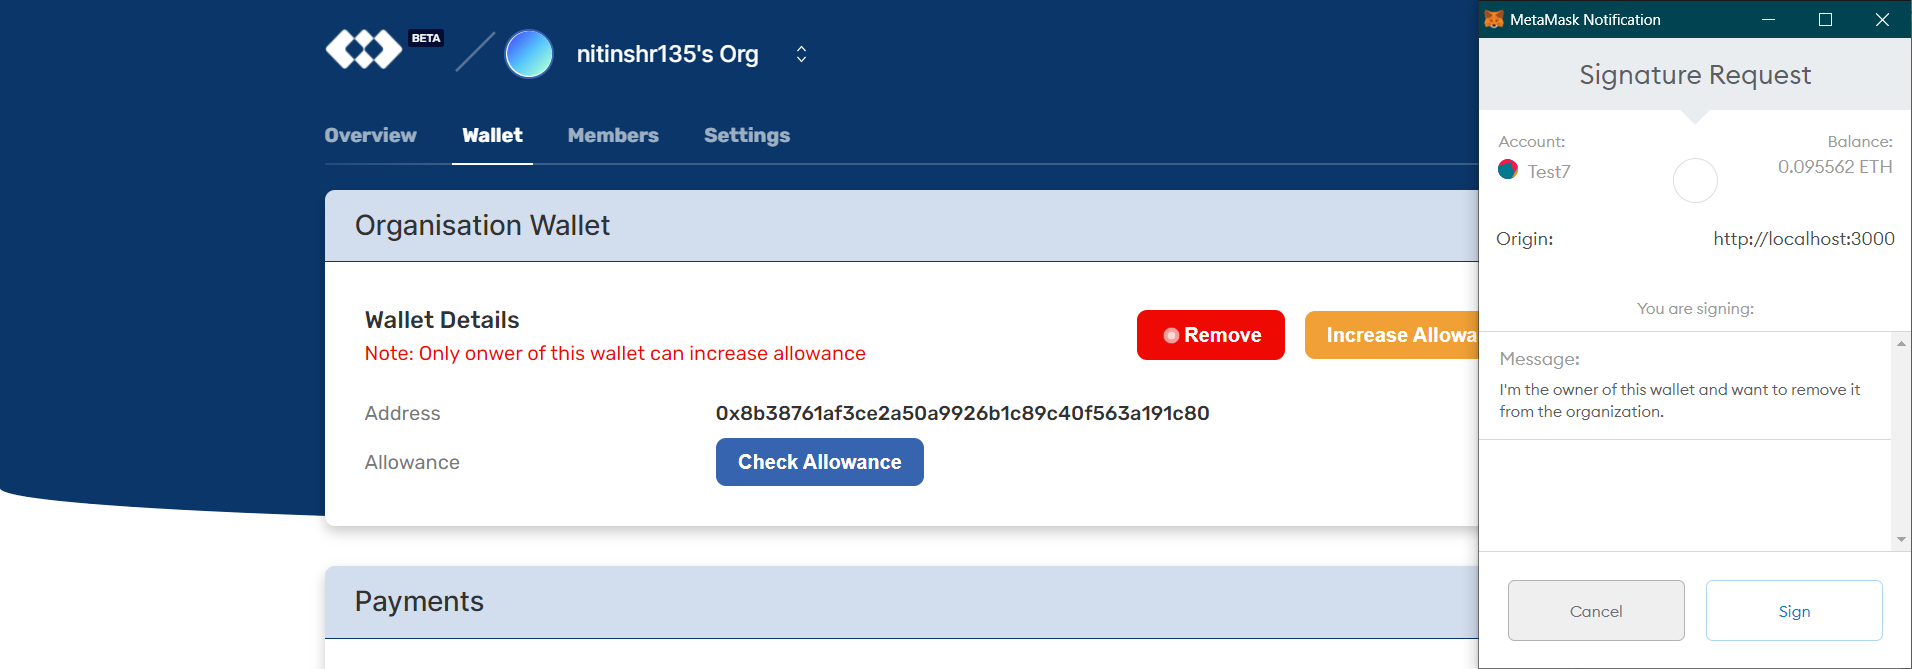 BETA
nitinshr135's Org
Overview Wallet Members Settings
Organisation Wallet
Wallet Details
Note: Only onwer of this wallet can increase allowance
Remove
Increase Allowa
Address
0x8b38761af3ce2a50a9926b1c89c40f563a191c80
Allowance
Check Allowance
Payments
MetaMask Notification
Signature Request
Account:
Balance:
Test7
0.095562 ETH
Origin:
http://localhost:3000
You are signing:
Message:
I'm the owner of this wallet and want to remove it
from the organization.
Cancel
Sign